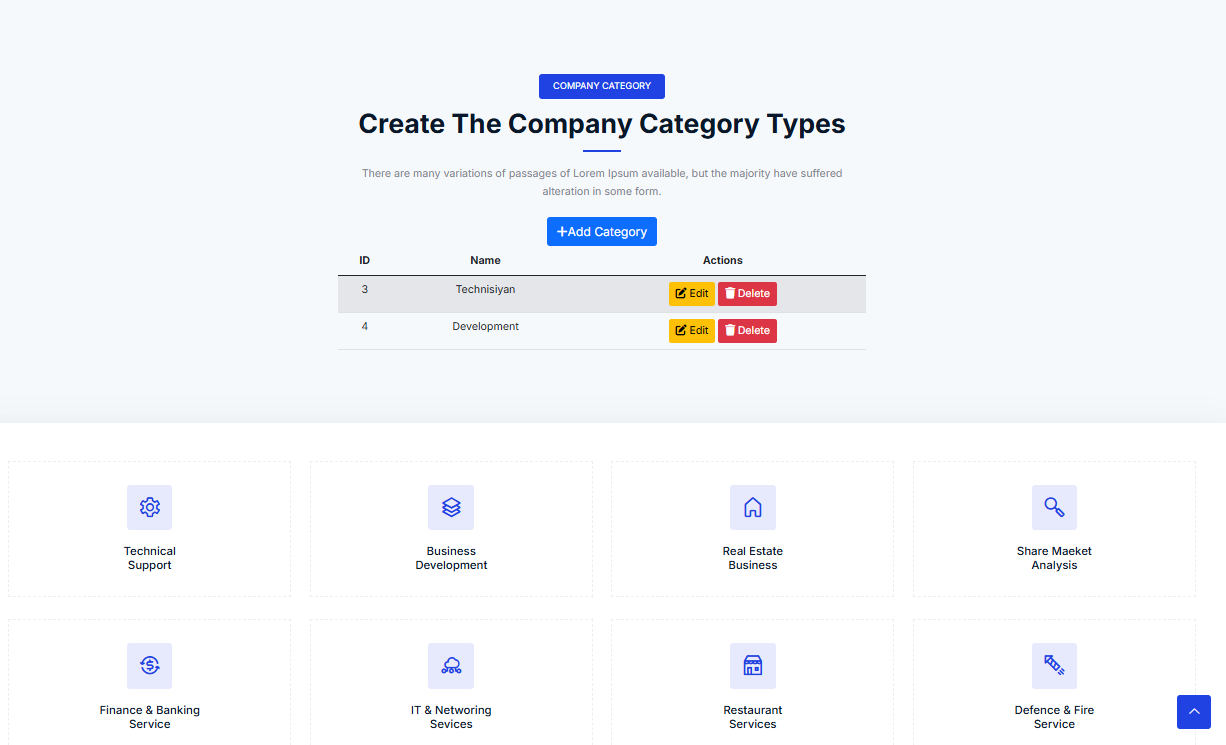 COMPANY CATEGORY
Create The Company Category Types
There are many variations of passages of Lorem Ipsum available, but the majority have suffered
alteration in some form.
+Add Category
ID Name Actions
3 Technisiyan Edit Delete
4 Development Edit Delete
Technical
Support
Business
Development
Real Estate
Business
Share Maeket
Analysis
Finance & Banking
Service
IT & Networing
Sevices
Restaurant
Services
Defence & Fire
Service